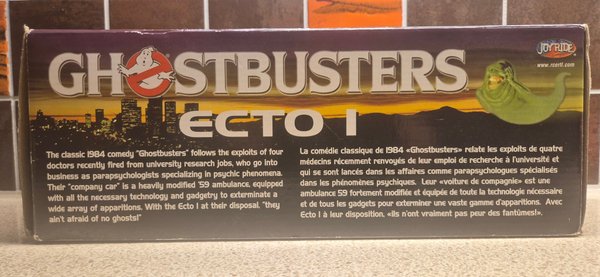 JOY RIDE
www.rcertl.com
GHOSTBUSTERS
ECTO 1
The classic 1984 comedy "Ghostbusters" follows the exploits of four
doctors recently fired from university research jobs, who go into
business as parapsychologists specializing in psychic phenomena.
Their "company car" is a heavily modified '59 ambulance, equipped
with all the necessary technology and gadgetry to exterminate a
wide array of apparitions. With the Ecto I at their disposal, "they
ain't afraid of no ghosts!"
La comédie classique de 1984 «Ghostbusters» relate les exploits de quatre
médecins récemment renvoyés de leur emploi de recherche à l'université et
qui se sont lancés dans les affaires comme parapsychologues spécialisés
dans les phénomènes psychiques. Leur «voiture de compagnie» est une
ambulance 59 fortement modifiée et équipée de toute la technologie nécessaire
et de tous les gadgets pour exterminer une vaste gamme d'apparitions. Avec
Ecto I à leur disposition, «ils n'ont vraiment pas peur des fantômes!».